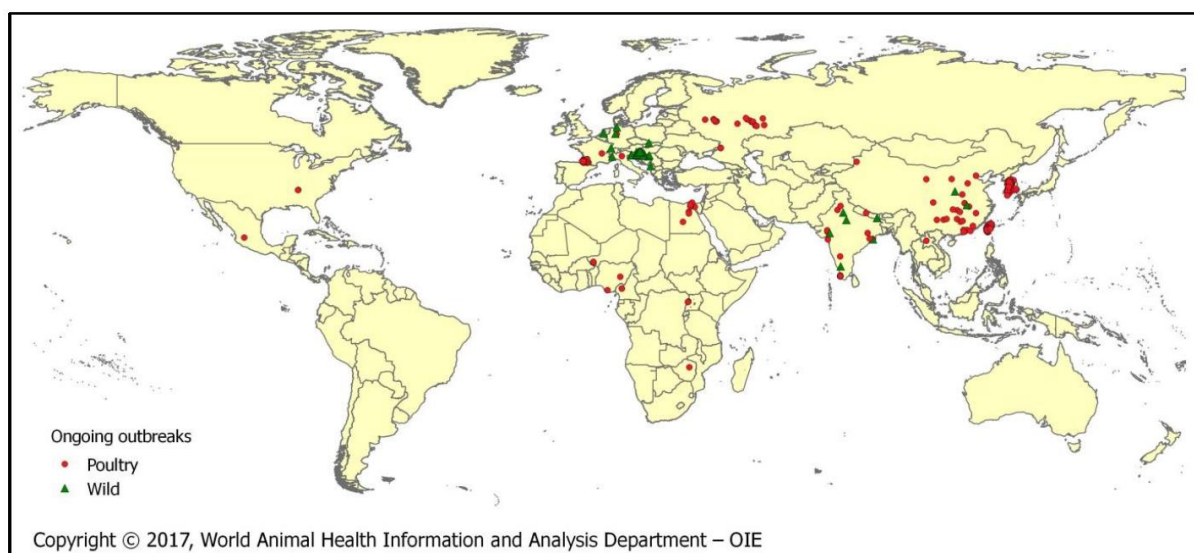 Ongoing outbreaks
Poultry
Wild
Copyright © 2017, World Animal Health Information and Analysis Department – OIE